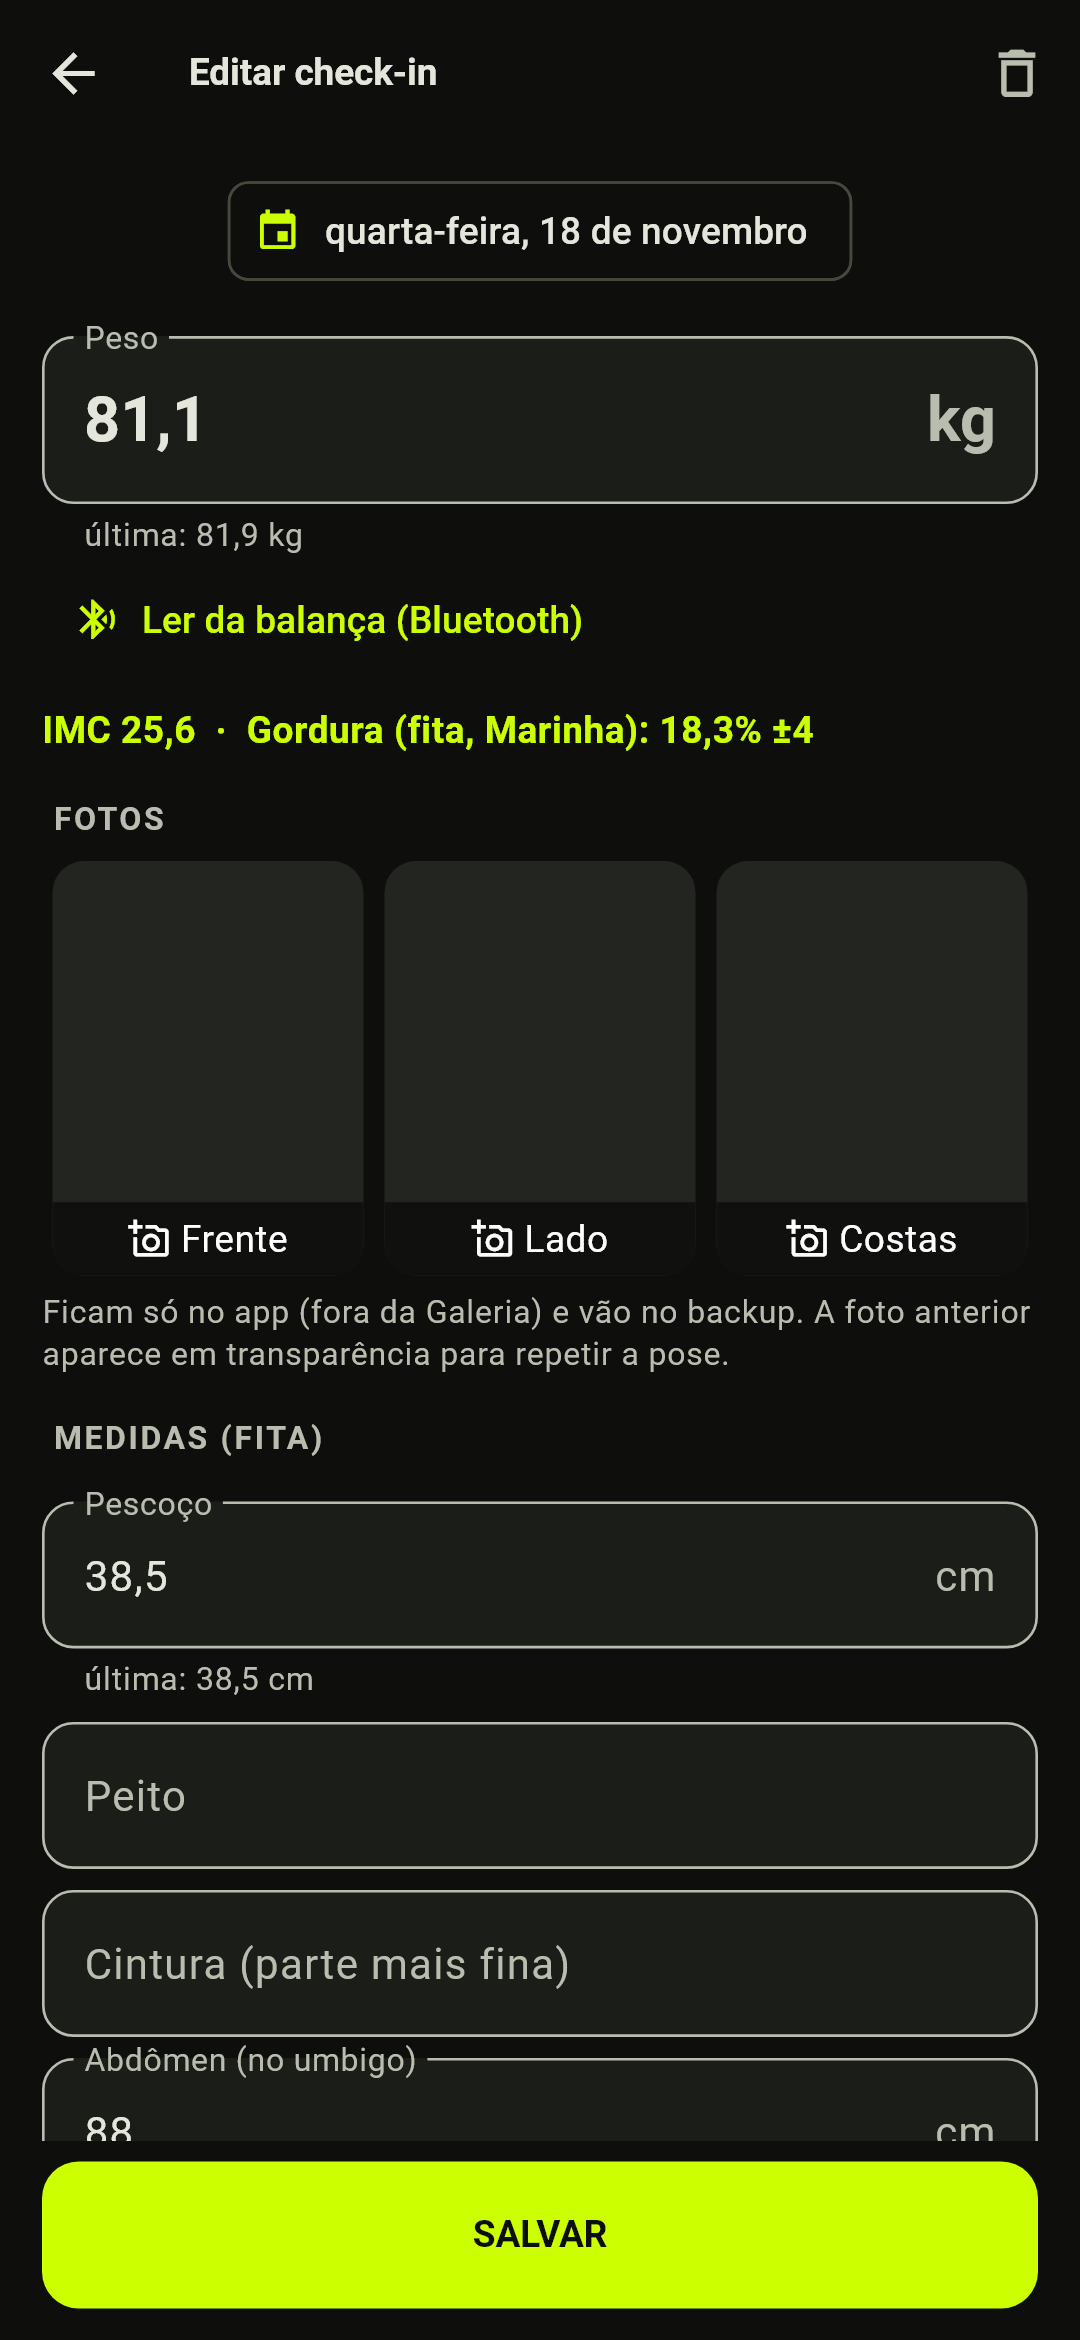 Editar check-in
quarta-feira, 18 de novembro
Peso
81,1 kg
última: 81,9 kg
Ler da balança (Bluetooth)
IMC 25,6 · Gordura (fita, Marinha): 18,3% ±4
FOTOS
Frente Lado Costas
Ficam só no app (fora da Galeria) e vão no backup. A foto anterior
aparece em transparência para repetir a pose.
MEDIDAS (FITA)
Pescoço
38,5 cm
última: 38,5 cm
Peito
Cintura (parte mais fina)
Abdômen (no umbigo)
88 cm
SALVAR